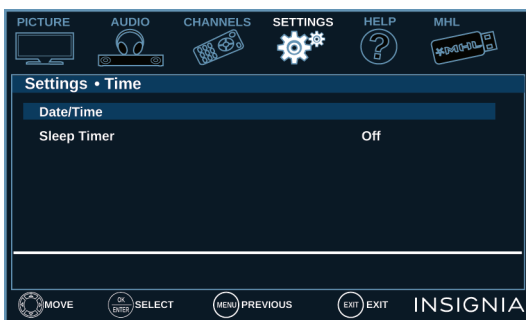 PICTURE AUDIO CHANNELS SETTINGS HELP MHL
MHL
Settings • Time
Date/Time
Sleep Timer Off
MOVE OK ENTER SELECT MENU PREVIOUS EXIT EXIT INSIGNIA